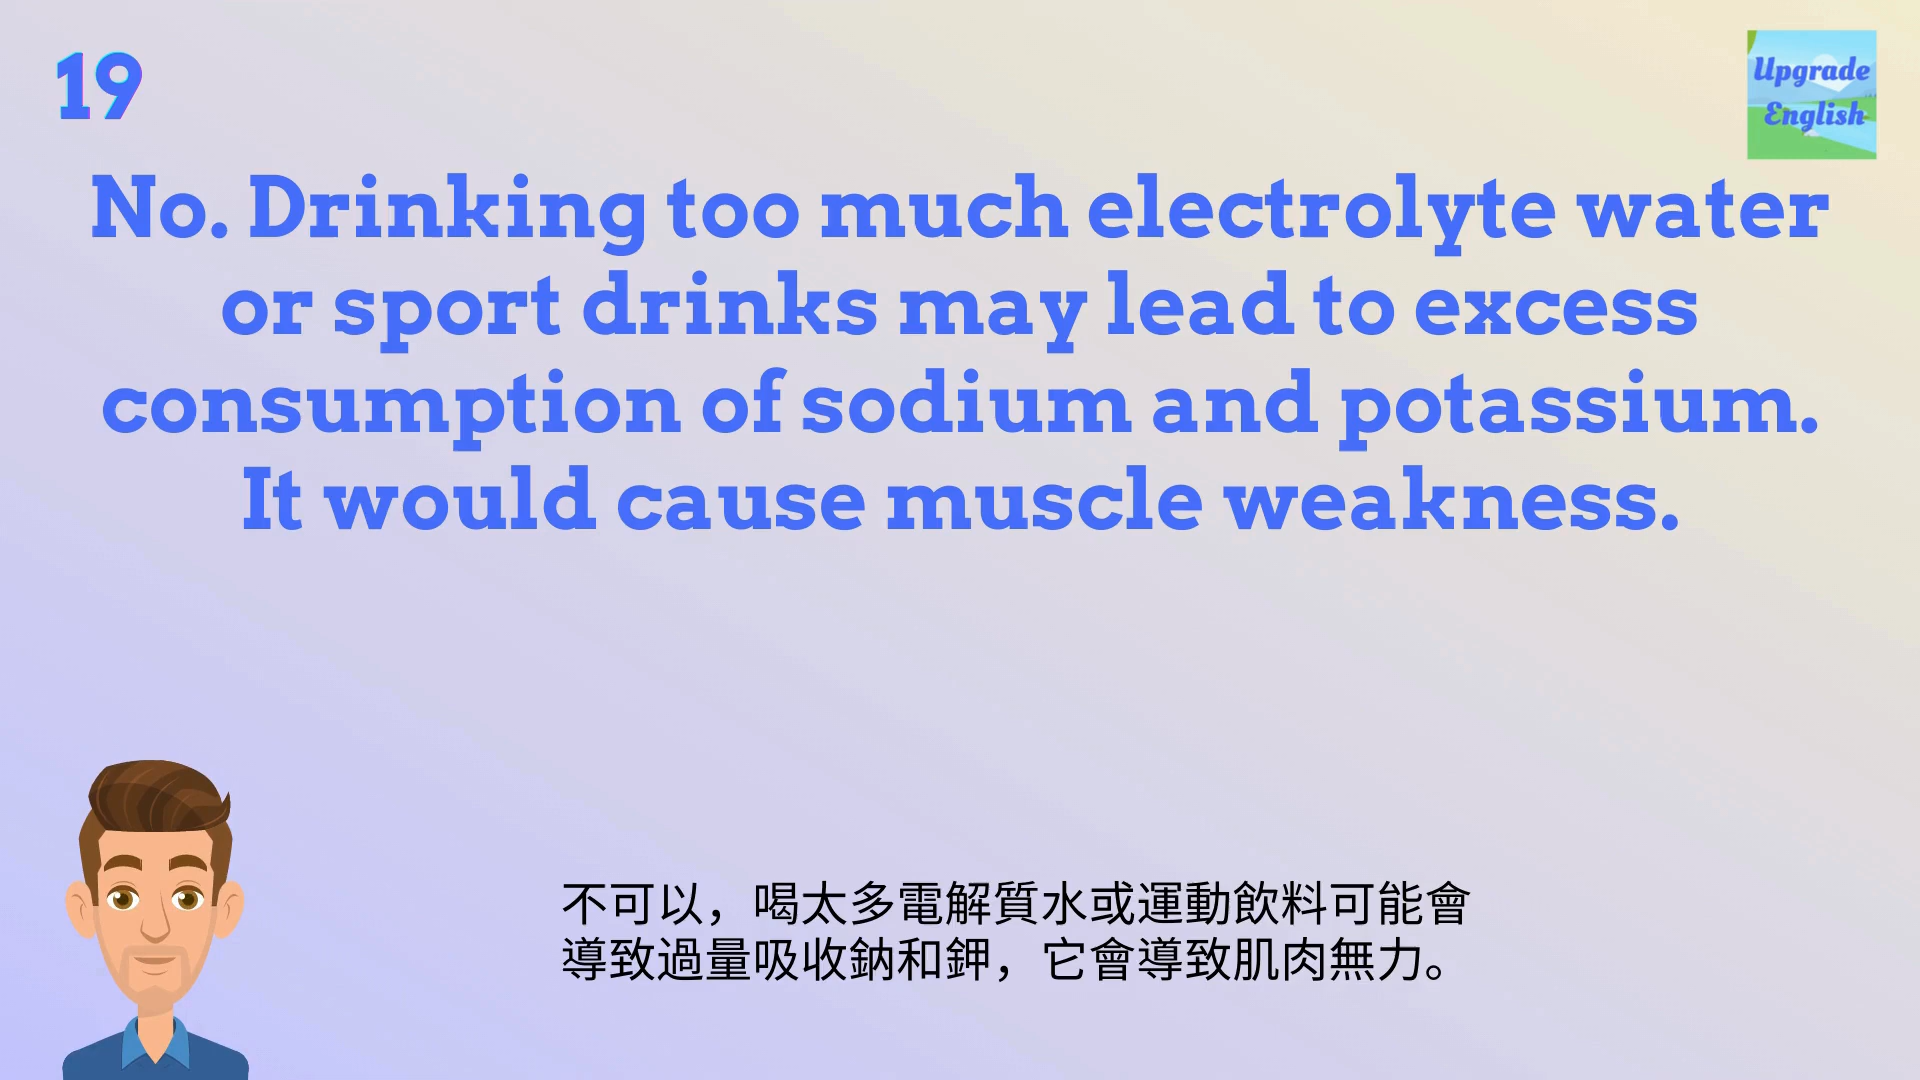 19
Upgrade
English
No. Drinking too much electrolyte water
or sport drinks may lead to excess
consumption of sodium and potassium.
It would cause muscle weakness.
不可以，喝太多電解質水或運動飲料可能會
導致過量吸收鈉和鉀，它會導致肌肉無力。